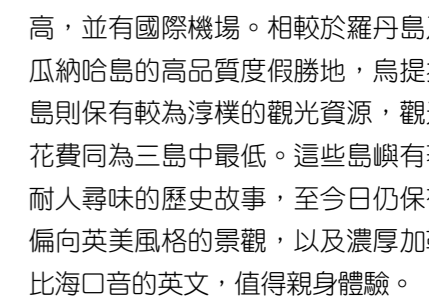 高，並有國際機場。相較於羅丹島
瓜納哈島的高品質度假勝地，烏提
島則保有較為淳樸的觀光資源，觀
花費同為三島中最低。這些島嶼有
耐人尋味的歷史故事，至今日仍保
偏向英美風格的景觀，以及濃厚加
比海口音的英文，值得親身體驗。